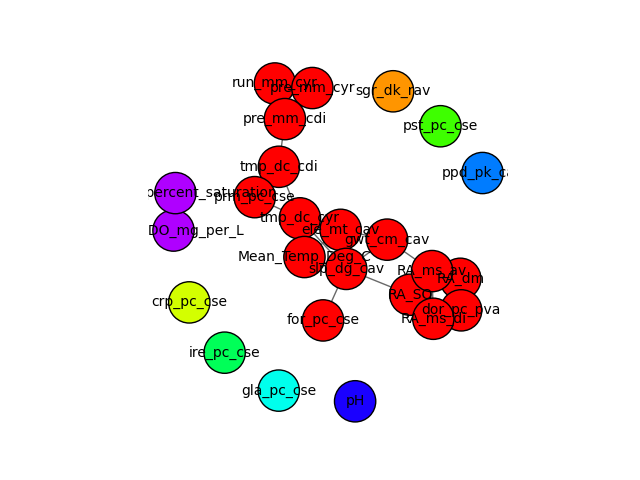 run_mm_cyr
pre_mm_cyr
sgr_dk_rav
pre_mm_cdi
pst_pc_cse
tmp_dc_cdi
ppd_pk_ca
percent_saturation
prm_pc_cse
tmp_dc_cyr
DO_mg_per_L
ele_mt_cav
gwt_cm_cav
Mean_Temp_Deg_C
slp_dg_cav
RA_ms_av
RA_dm
RA_SO
crp_pc_cse
dor_pc_pva
for_pc_cse
RA_ms_di
ire_pc_cse
gla_pc_cse
pH